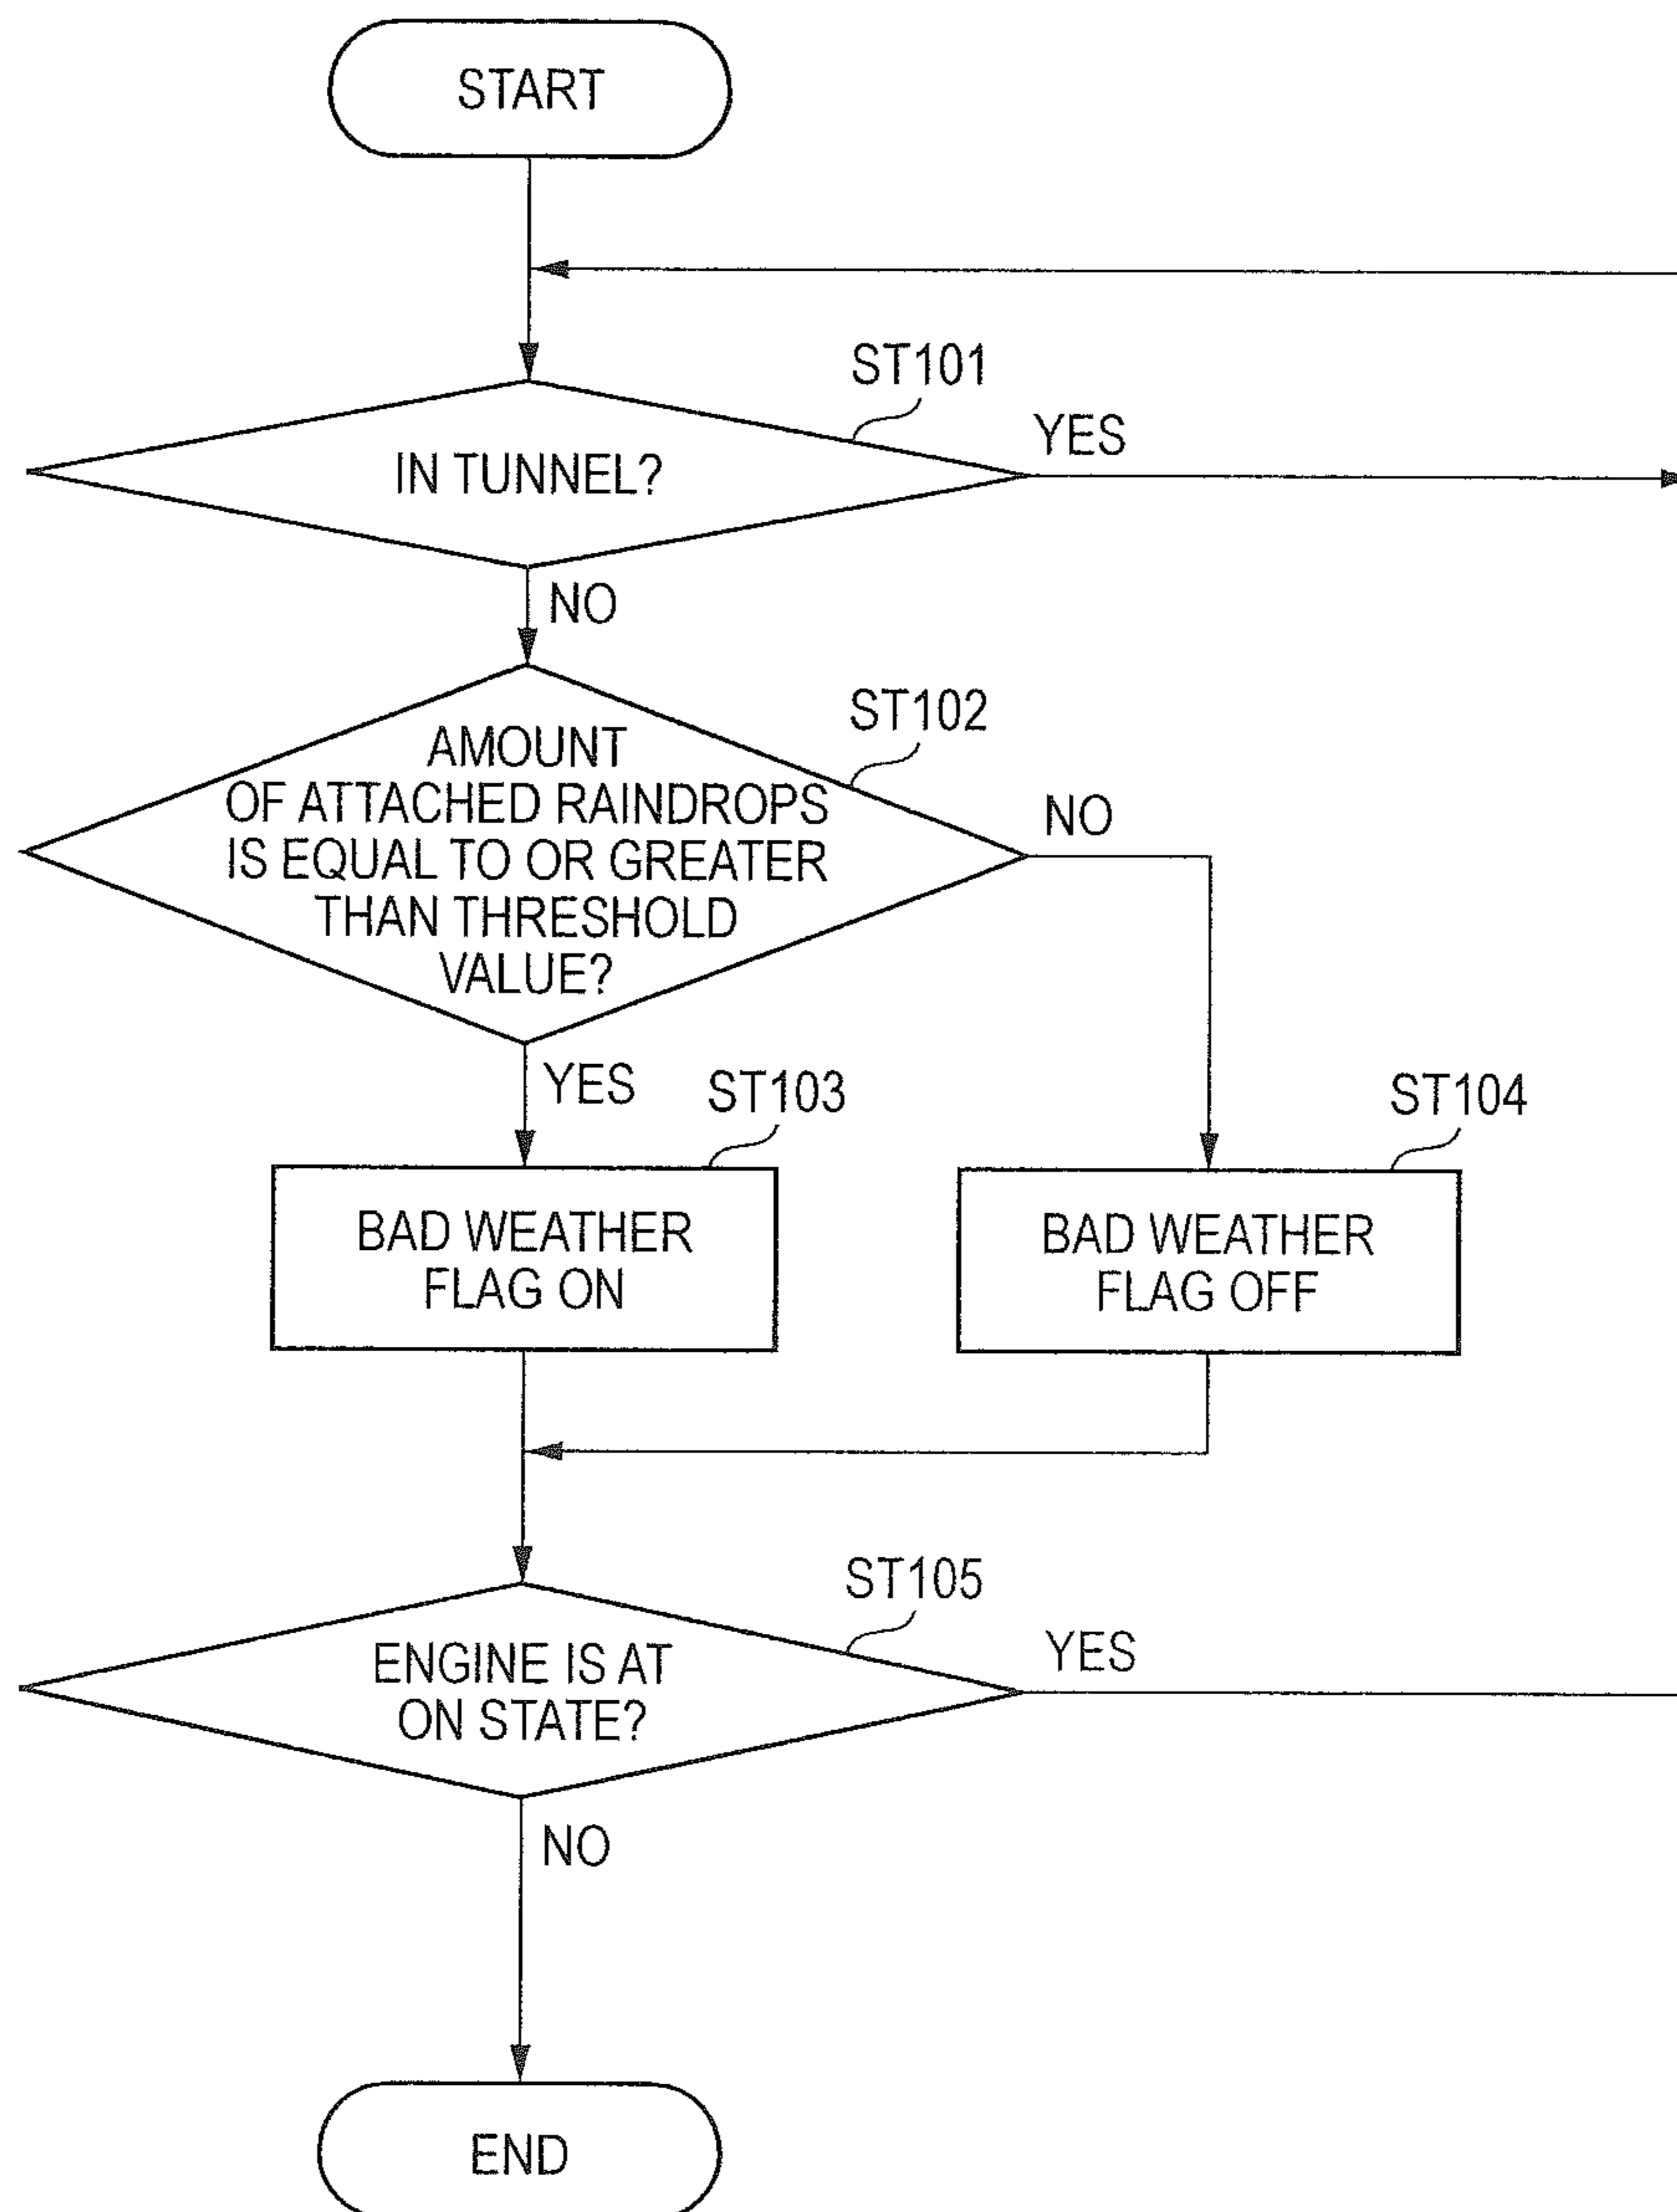 START
ST101
YES
IN TUNNEL?
NO
ST102
AMOUNT
OF ATTACHED RAINDROPS
IS EQUAL TO OR GREATER
THAN THRESHOLD
VALUE?
NO
YES
ST103
ST104
BAD WEATHER
FLAG ON
BAD WEATHER
FLAG OFF
ST105
YES
ENGINE IS AT
ON STATE?
NO
END